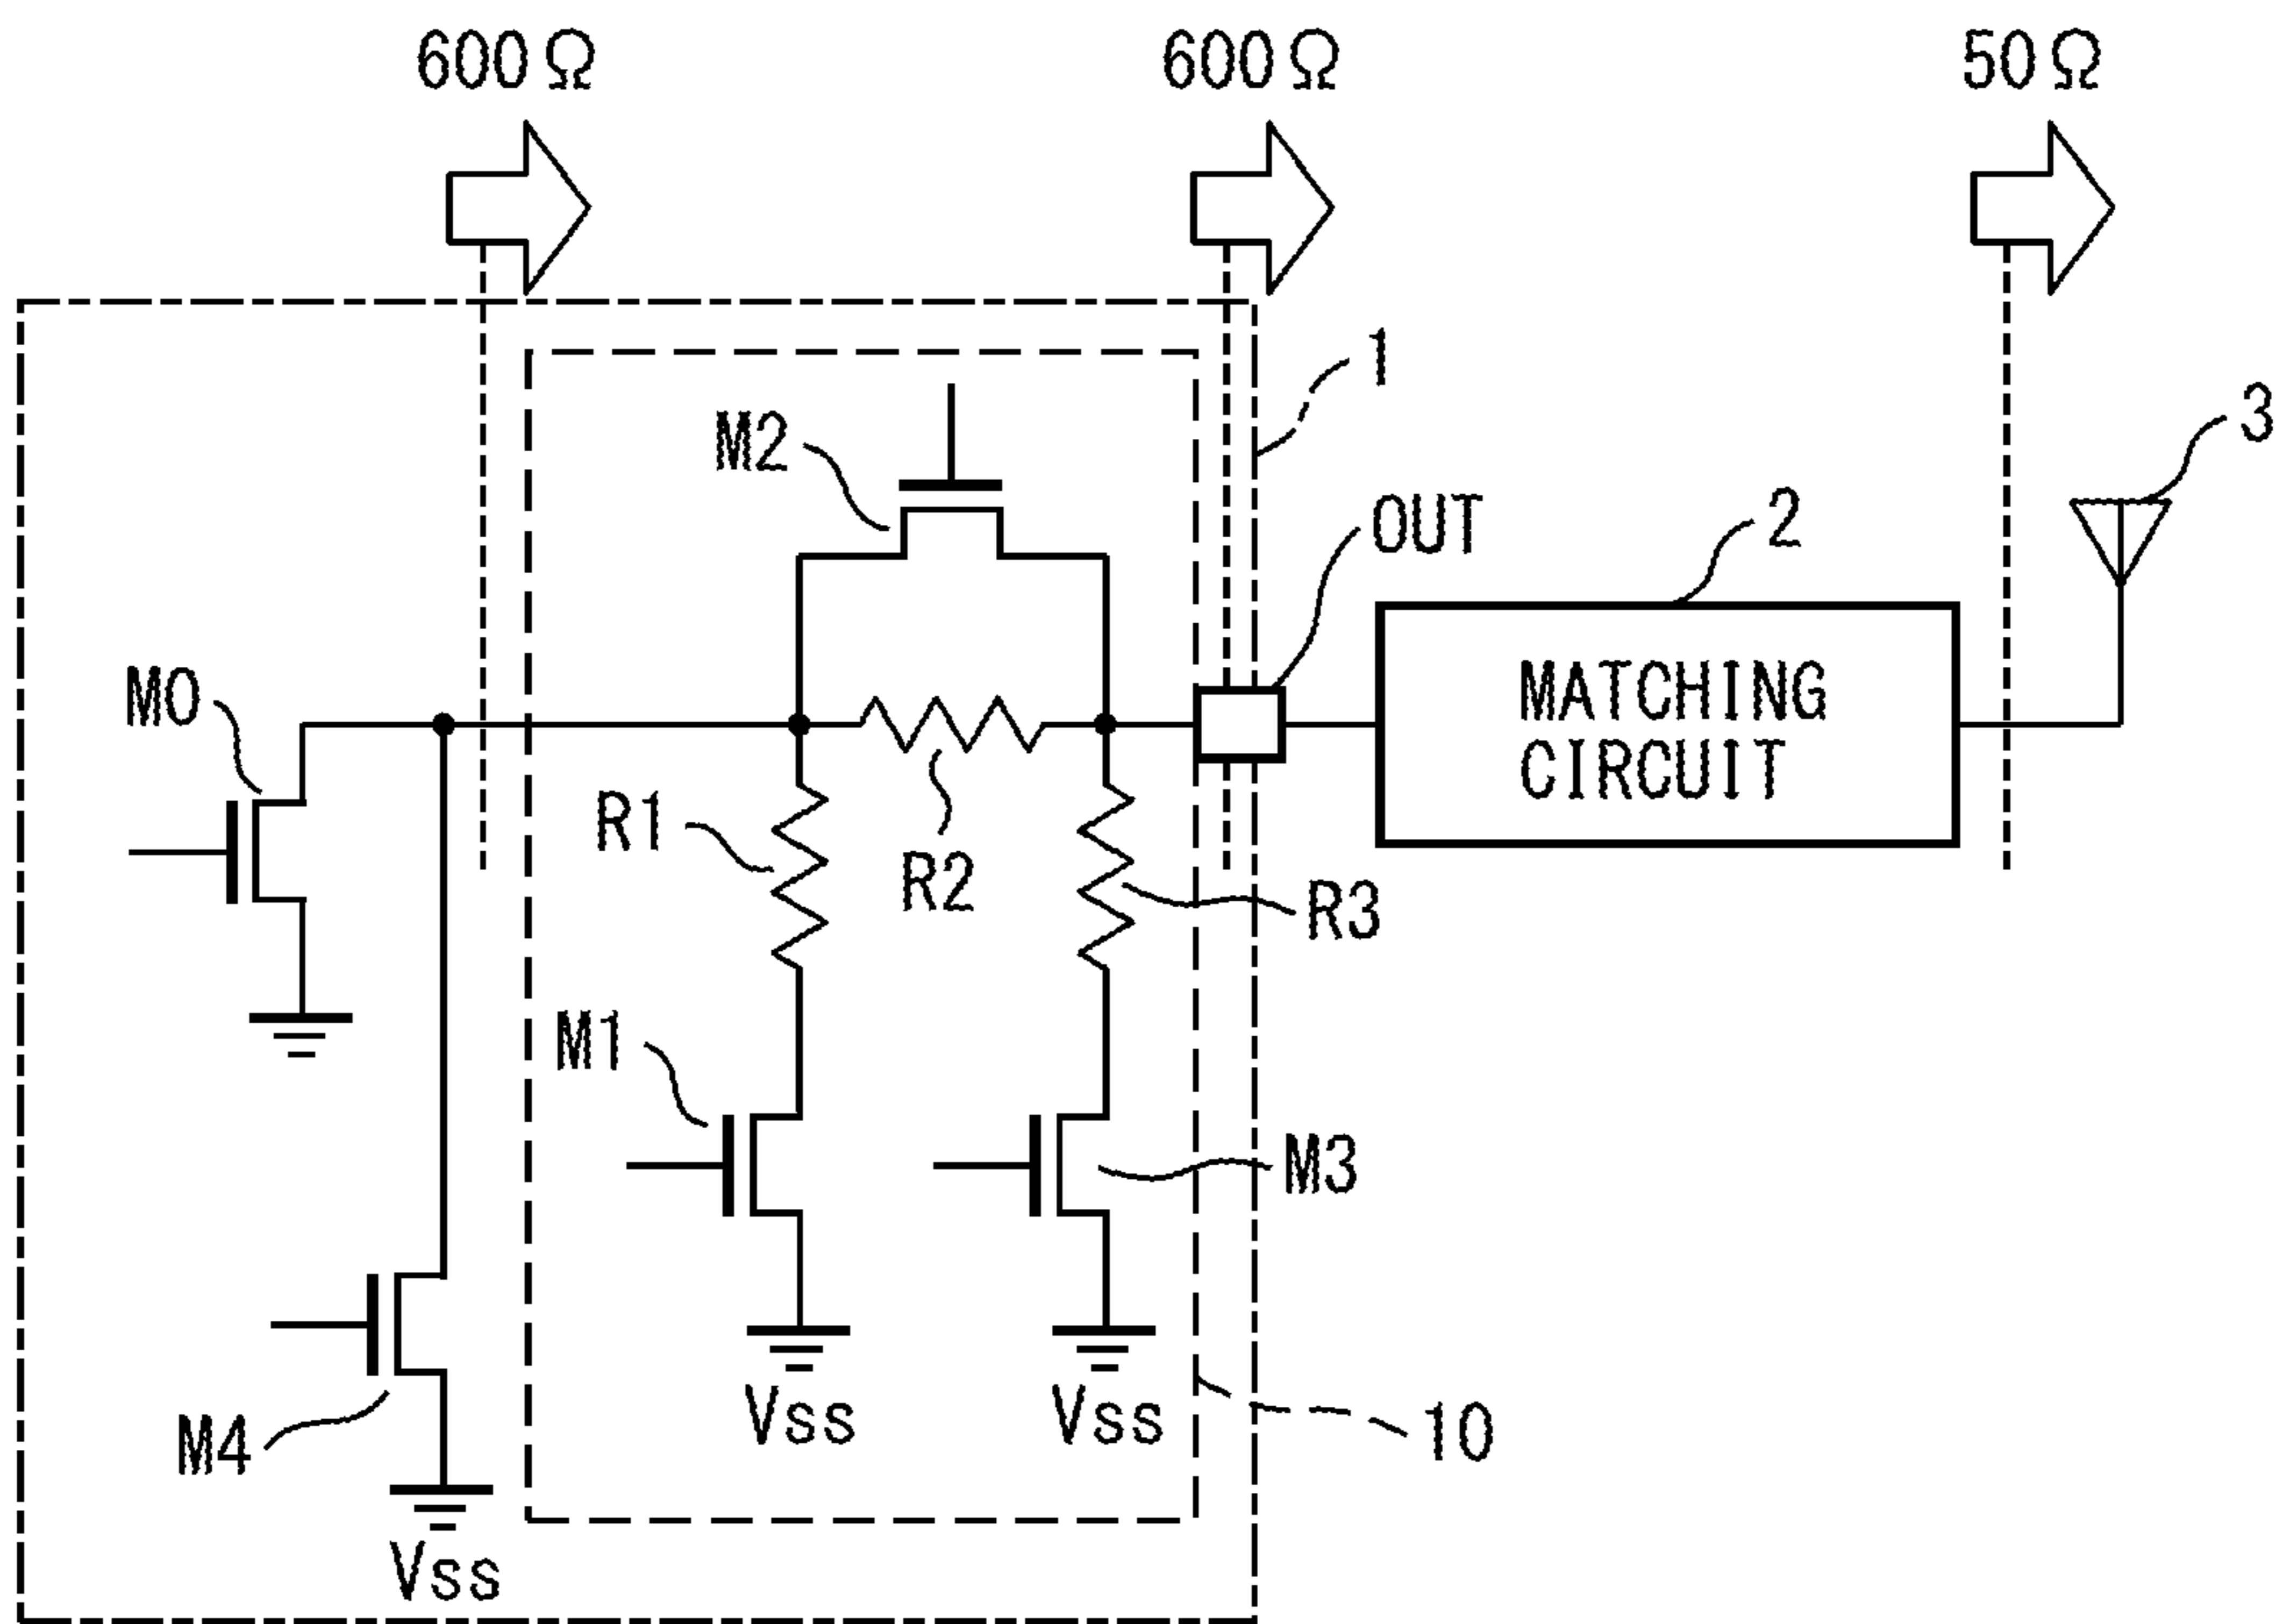 600Ω
600Ω
50Ω
1
3
M2
OUT
2
M0
MATCHING
CIRCUIT
R1
R2
R3
M1
M3
Vss
Vss
10
M4
Vss